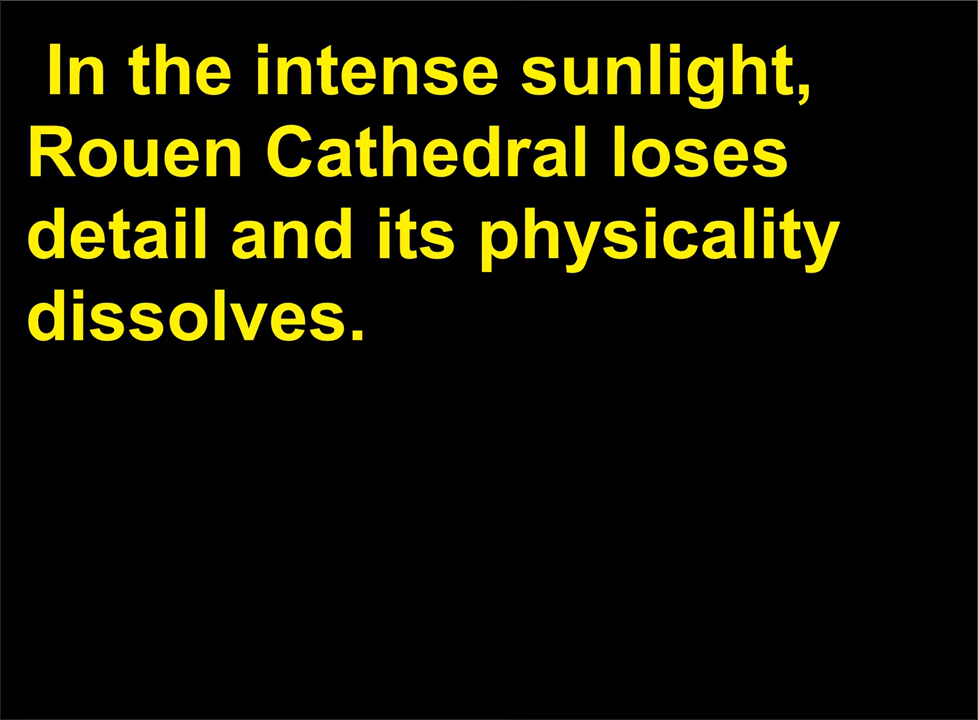 In the intense sunlight,
Rouen Cathedral loses
detail and its physicality
dissolves.